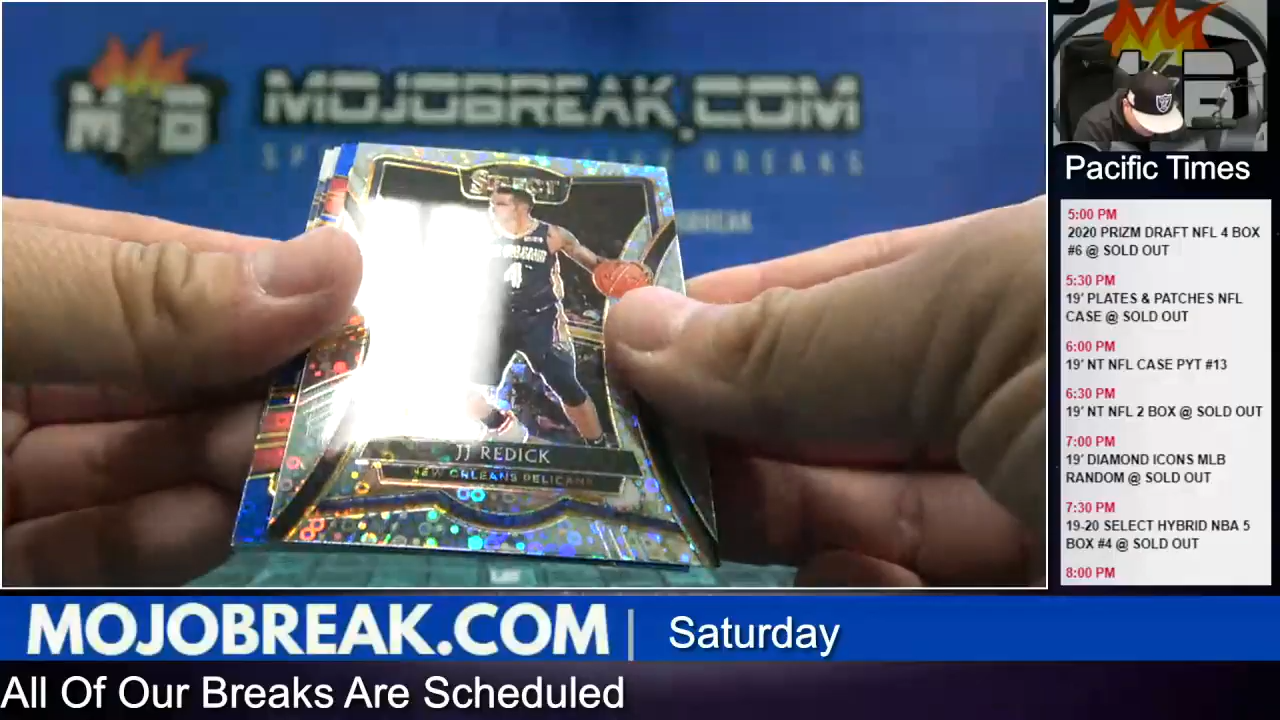 MOJOBREAK.COM
SELECT
4
JJ REDICK
NEW ORLEANS PELICANS
Pacific Times
5:00 PM
2020 PRIZM DRAFT NFL 4 BOX
#6 @ SOLD OUT
5:30 PM
19' PLATES & PATCHES NFL
CASE @ SOLD OUT
6:00 PM
19' NT NFL CASE PYT #13
6:30 PM
19' NT NFL 2 BOX @ SOLD OUT
7:00 PM
19' DIAMOND ICONS MLB
RANDOM @ SOLD OUT
7:30 PM
19-20 SELECT HYBRID NBA 5
BOX #4 @ SOLD OUT
8:00 PM
MOJOBREAK.COM | Saturday
All Of Our Breaks Are Scheduled